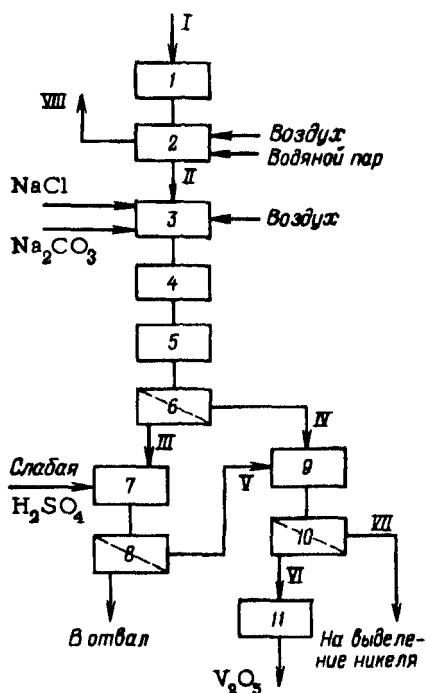 I
1
VIII
2
Воздух
Водяной пар
II
NaCl
3
Воздух
Na₂CO₃
4
5
6
III
IV
Слабая
7
V
9
H₂SO₄
8
10
VII
VI
В отвал
11
На выделе-
ние никеля
V₂O₅